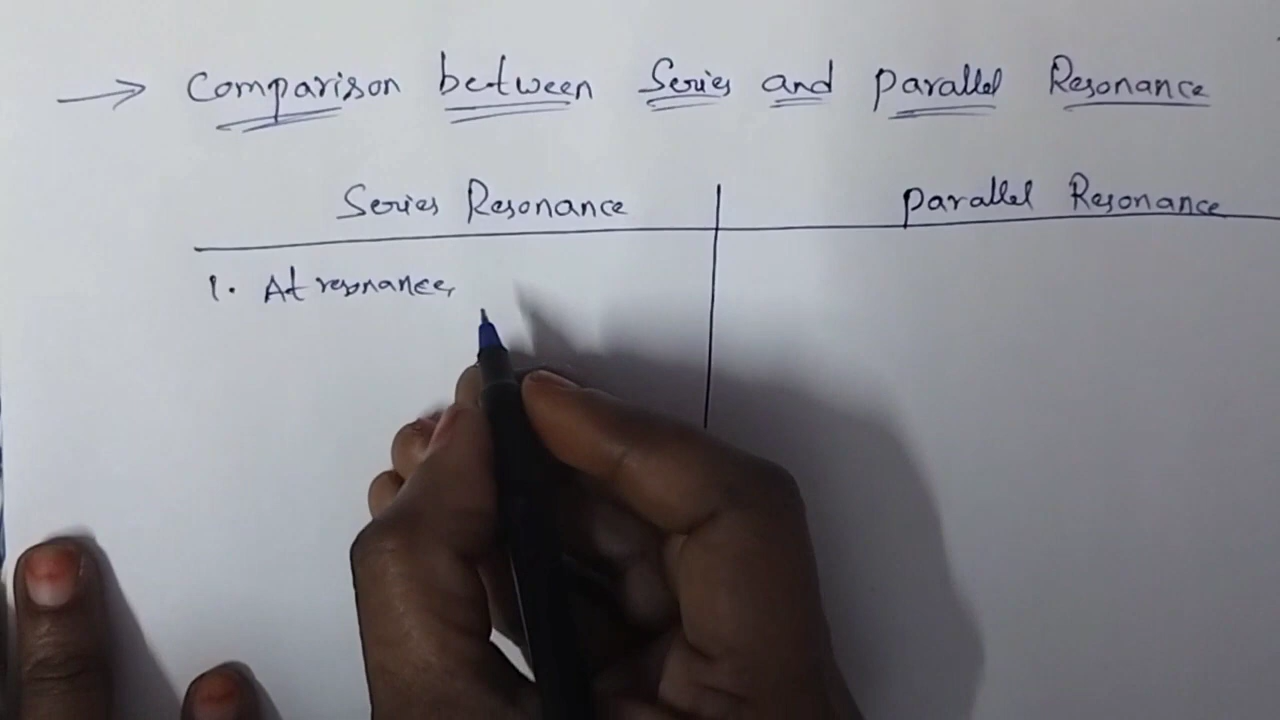 → Comparison between Series and parallel Resonance
Series Resonance
parallel Resonance
1. At resonance,